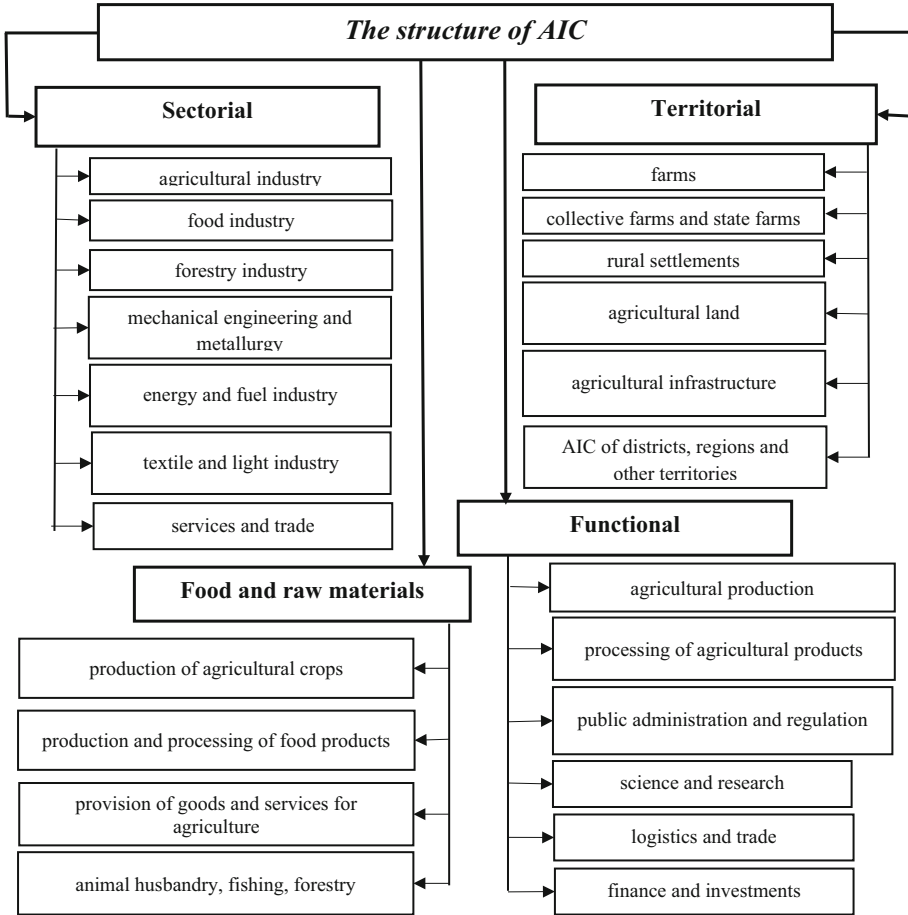 The structure of AIC
Sectorial
agricultural industry
food industry
forestry industry
mechanical engineering and
metallurgy
energy and fuel industry
textile and light industry
services and trade
Territorial
farms
collective farms and state farms
rural settlements
agricultural land
agricultural infrastructure
AIC of districts, regions and
other territories
Food and raw materials
production of agricultural crops
production and processing of food products
provision of goods and services for
agriculture
animal husbandry, fishing, forestry
Functional
agricultural production
processing of agricultural products
public administration and regulation
science and research
logistics and trade
finance and investments